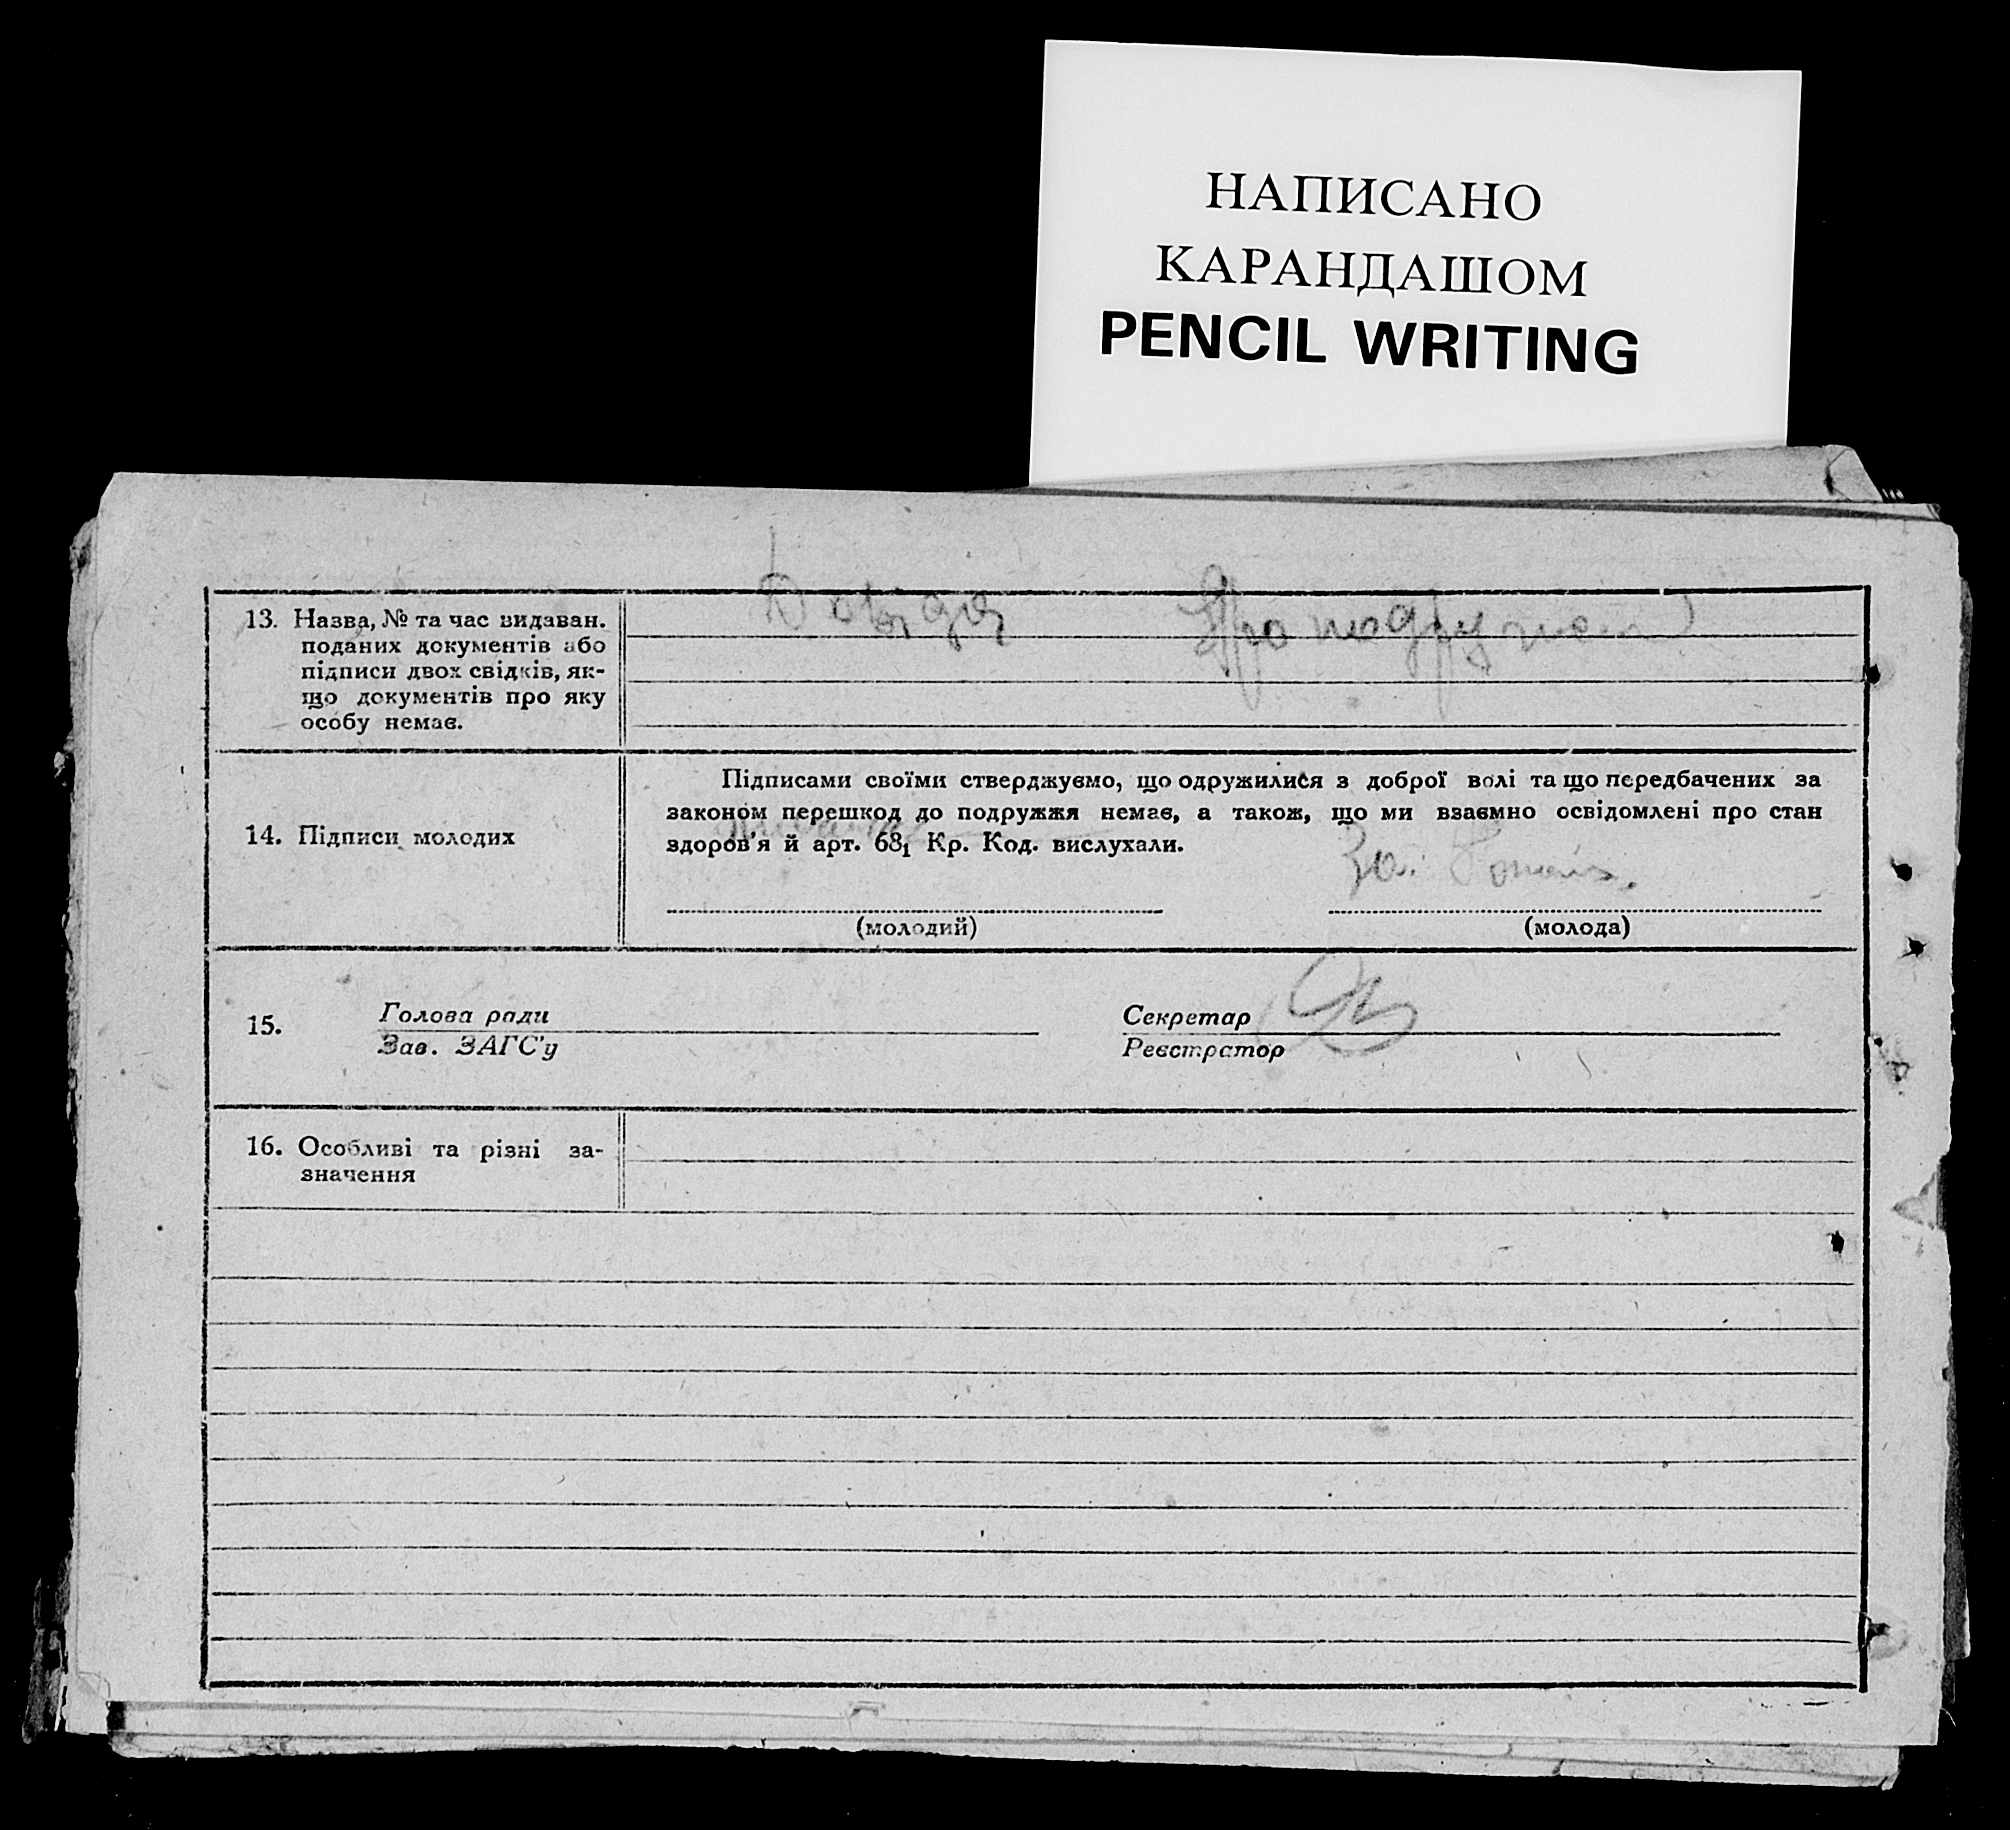 НАПИСАНО
КАРАНДАШОМ
PENCIL WRITING
13. Назва, № та час видаван.
поданих документів або
підписи двох свідків, як-
що документів про яку
особу немає.
Довідка
14. Підписи молодих
Підписами своїми стверджуємо, що одружилися з доброї волі та що передбачених за
законом перешкод до подружжя немає, а також, що ми взаємно освідомлені про стан
здоров'я й арт. 68₁ Кр. Код. вислухали.
(молодий)
(молода)
15.
Голова ради
Зав. ЗАГС'у
Секретар
Реєстратор
16. Особливі та різні за-
значення